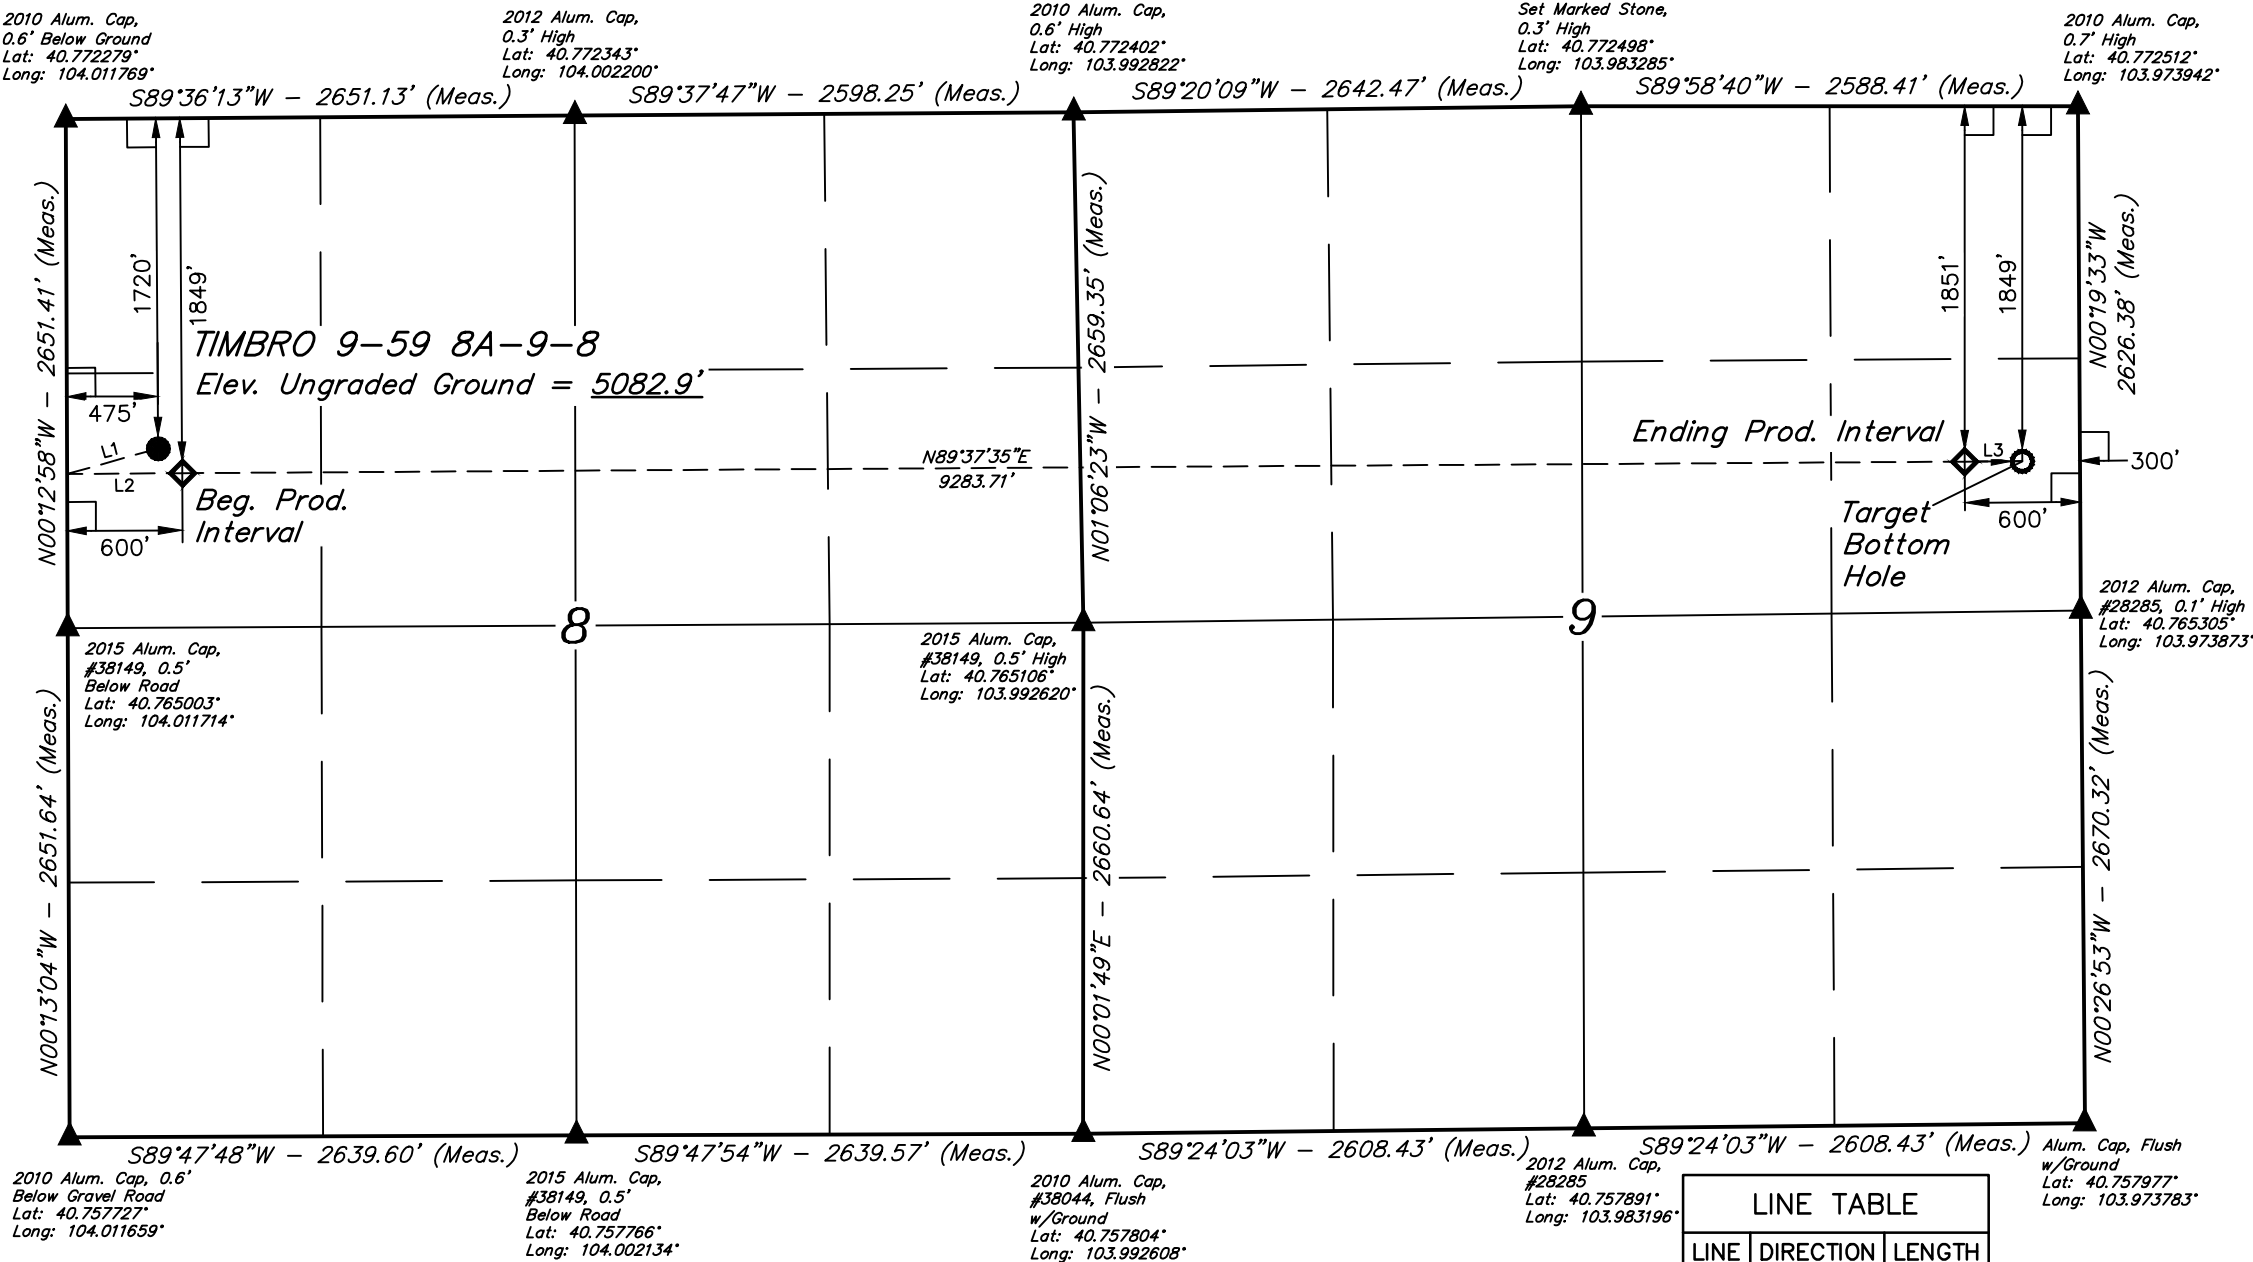 2010 Alum. Cap,
0.6' Below Ground
Lat: 40.772279°
Long: 104.011769°
2012 Alum. Cap,
0.3' High
Lat: 40.772343°
Long: 104.002200°
2010 Alum. Cap,
0.6' High
Lat: 40.772402°
Long: 103.992822°
Set Marked Stone,
0.3' High
Lat: 40.772498°
Long: 103.983285°
2010 Alum. Cap,
0.7' High
Lat: 40.772512°
Long: 103.973942°
S89°36'13"W – 2651.13' (Meas.)
S89°37'47"W – 2598.25' (Meas.)
S89°20'09"W – 2642.47' (Meas.)
S89°58'40"W – 2588.41' (Meas.)
N00°12'58"W – 2651.41' (Meas.)
1720'
1849'
N01°06'23"W – 2659.35' (Meas.)
1851'
1849'
N00°19'33"W
2626.38' (Meas.)
TIMBRO 9-59 8A-9-8
Elev. Ungraded Ground = 5082.9'
475'
L1
L2
Beg. Prod.
Interval
600'
N89°37'35"E
9283.71'
Ending Prod. Interval
L3
300'
600'
Target
Bottom
Hole
8
9
2015 Alum. Cap,
#38149, 0.5'
Below Road
Lat: 40.765003°
Long: 104.011714°
2015 Alum. Cap,
#38149, 0.5' High
Lat: 40.765106°
Long: 103.992620°
2012 Alum. Cap,
#28285, 0.1' High
Lat: 40.765305°
Long: 103.973873°
N00°13'04"W – 2651.64' (Meas.)
N00°01'49"E – 2660.64' (Meas.)
N00°26'53"W – 2670.32' (Meas.)
S89°47'48"W – 2639.60' (Meas.)
S89°47'54"W – 2639.57' (Meas.)
S89°24'03"W – 2608.43' (Meas.)
S89°24'03"W – 2608.43' (Meas.)
2010 Alum. Cap, 0.6'
Below Gravel Road
Lat: 40.757727°
Long: 104.011659°
2015 Alum. Cap,
#38149, 0.5'
Below Road
Lat: 40.757766°
Long: 104.002134°
2010 Alum. Cap,
#38044, Flush
w/Ground
Lat: 40.757804°
Long: 103.992608°
2012 Alum. Cap,
#28285
Lat: 40.757891°
Long: 103.983196°
Alum. Cap, Flush
w/Ground
Lat: 40.757977°
Long: 103.973783°
LINE TABLE
LINE DIRECTION LENGTH